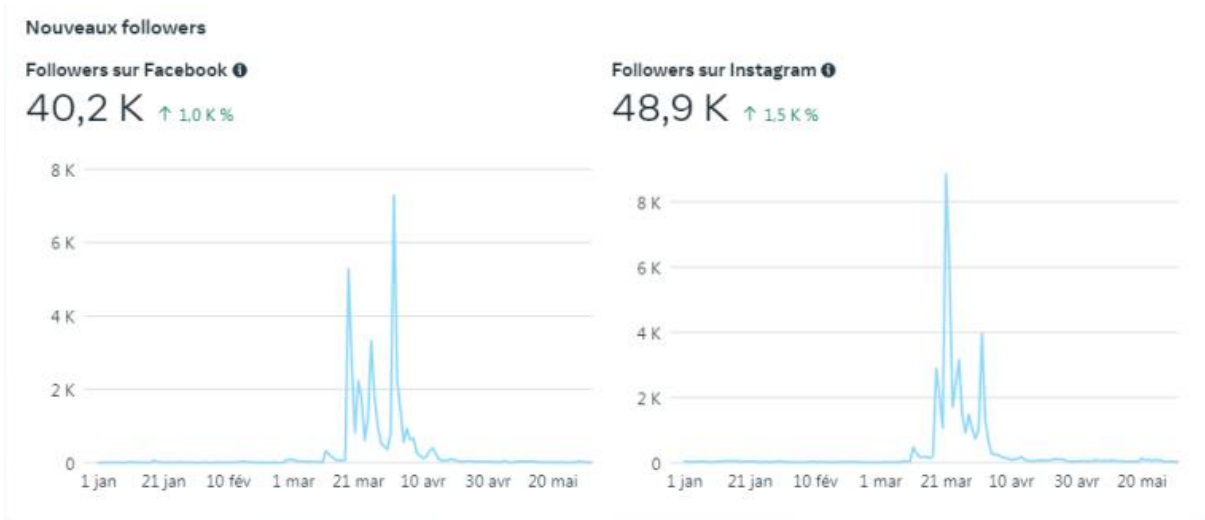 Nouveaux followers
Followers sur Facebook
40,2 K ↑ 1,0 K %
8 K
6 K
4 K
2 K
0
1 jan 21 jan 10 fév 1 mar 21 mar 10 avr 30 avr 20 mai
Followers sur Instagram
48,9 K ↑ 1,5 K %
8 K
6 K
4 K
2 K
0
1 jan 21 jan 10 fév 1 mar 21 mar 10 avr 30 avr 20 mai